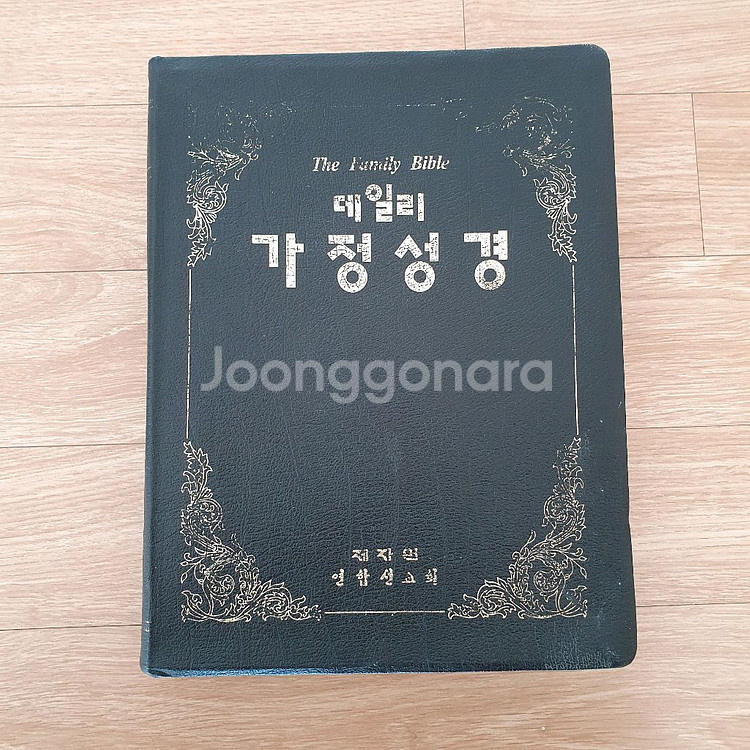 The Family Bible
데일리
가정성경
Joonggonara
제자원
연합선교회